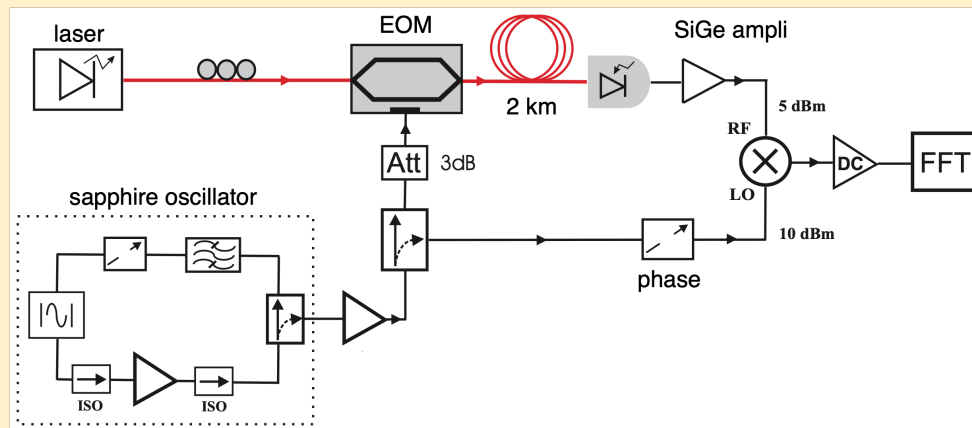 laser
EOM
SiGe ampli
2 km
5 dBm
RF
Att
3dB
DC
FFT
LO
sapphire oscillator
10 dBm
phase
ISO
ISO